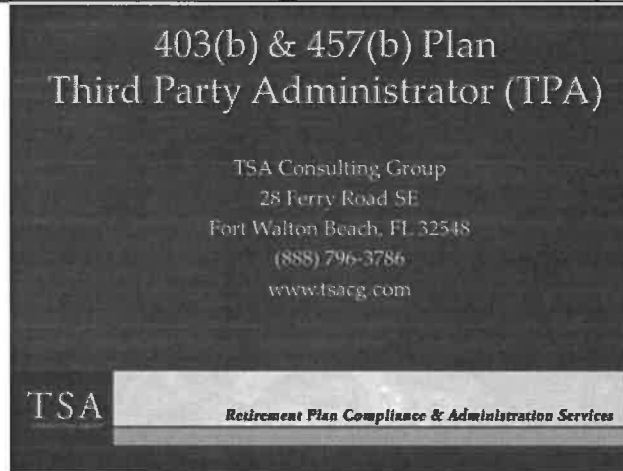 403(b) & 457(b) Plan
Third Party Administrator (TPA)
TSA Consulting Group
28 Ferry Road SE
Fort Walton Beach, FL 32548
(888) 796-3786
www.tsacg.com
TSA
Retirement Plan Compliance & Administration Services